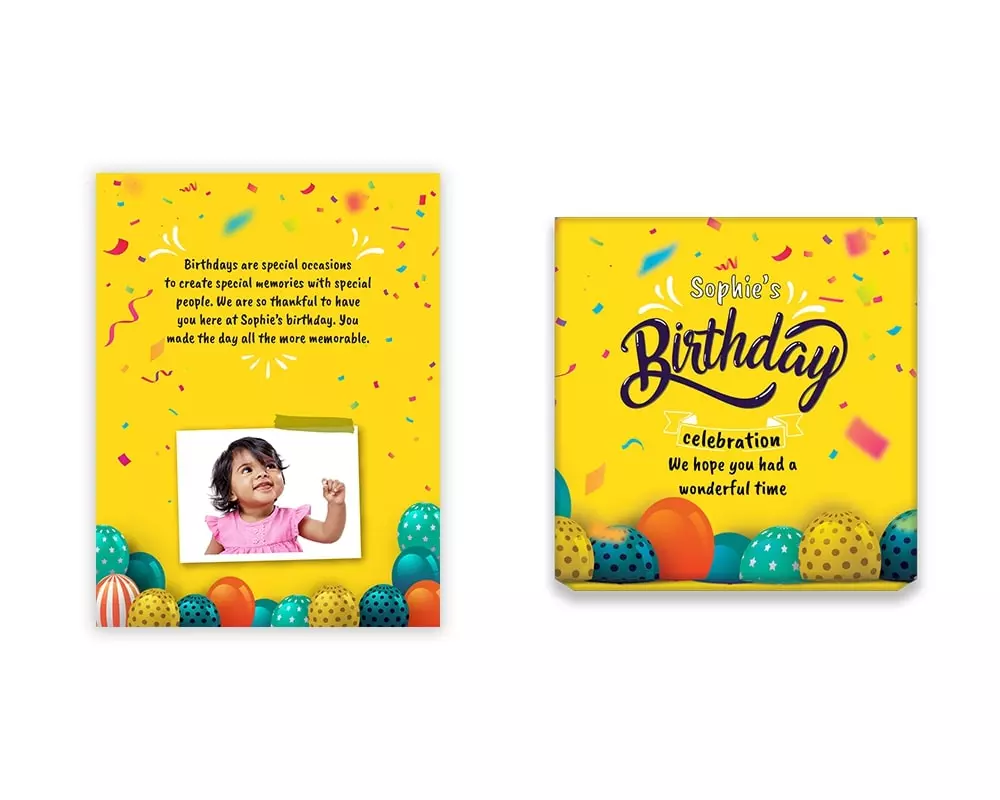 Birthdays are special occasions
to create special memories with special
people. We are so thankful to have
you here at Sophie's birthday. You
made the day all the more memorable.
Sophie's
Birthday
celebration
We hope you had a
wonderful time